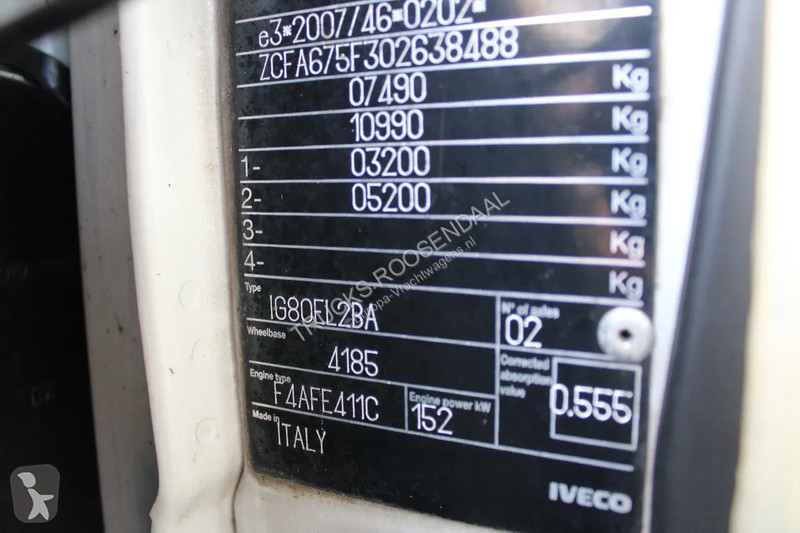 e3*2007/46*0202*
ZCFA675F302638488
07490 Kg
10990 Kg
1- 03200 Kg
2- 05200 Kg
3- Kg
4- Kg
Type
IG80EL2BA
N° of axles
02
Wheelbase
4185
Corrected absorption value
0.555
Engine type
F4AFE411C
Engine power kW
152
Made in
ITALY
IVECO
TRUCKS ROOSENDAAL